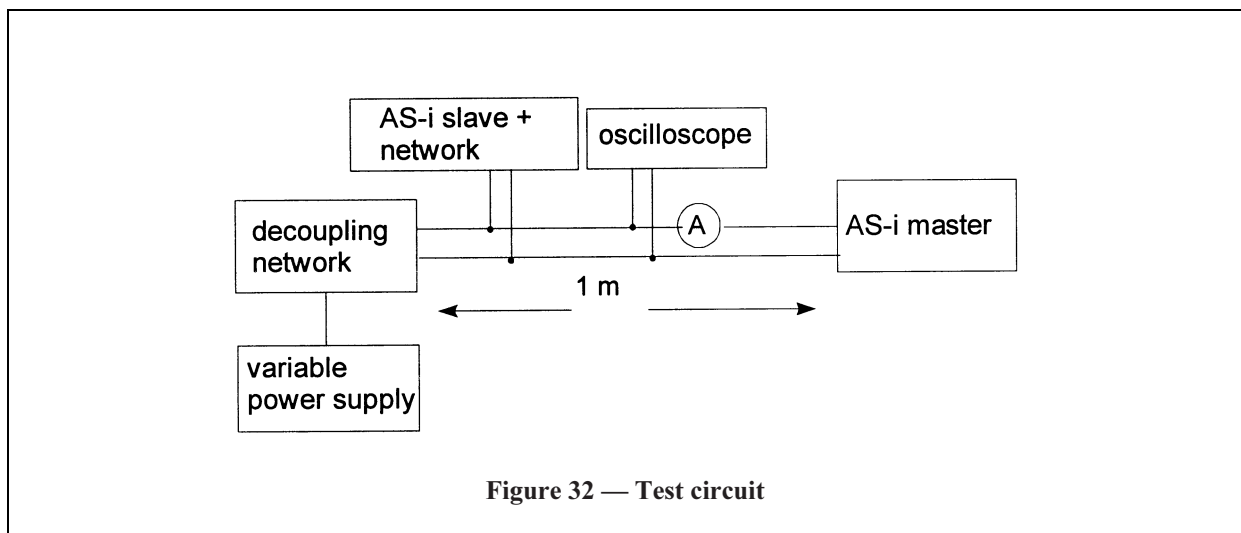 AS-i slave +
network
oscilloscope
A
AS-i master
decoupling
network
1 m
variable
power supply
Figure 32 — Test circuit